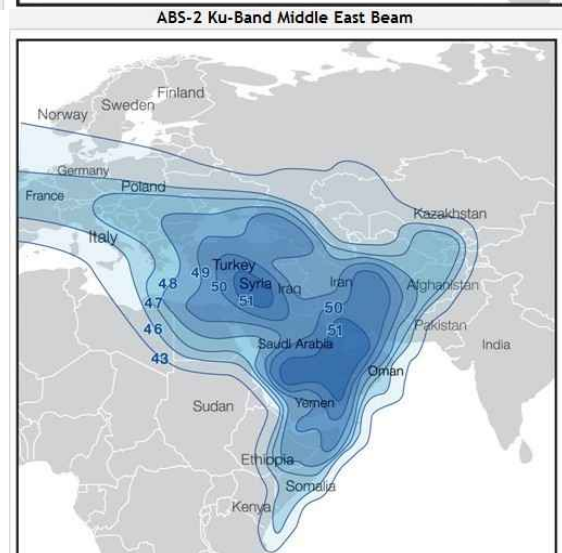 ABS-2 Ku-Band Middle East Beam
Finland
Sweden
Norway
Germany
Poland
France
Kazakhstan
Italy
Turkey
49
48
50
Syria
Iraq
Iran
Afghanistan
47
51
50
46
51
Pakistan
Saudi Arabia
India
43
Oman
Yemen
Sudan
Ethiopia
Somalia
Kenya